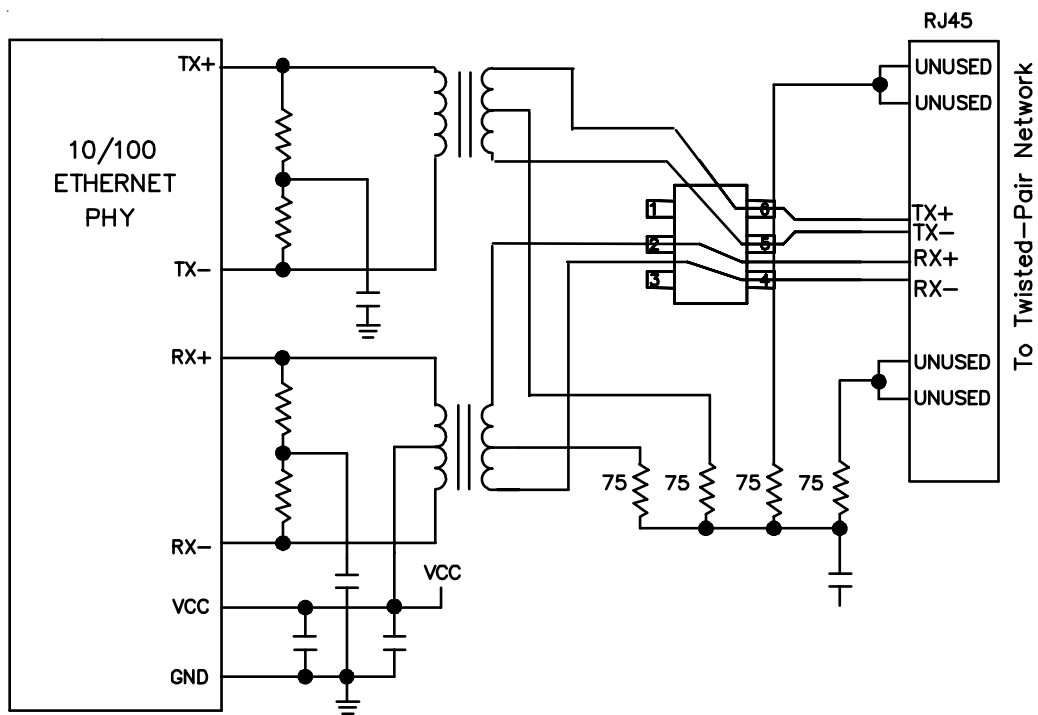 RJ45
TX+
10/100
ETHERNET
PHY
TX-
RX+
RX-
VCC
GND
VCC
1
2
3
6
5
4
75
75
75
75
UNUSED
UNUSED
TX+
TX-
RX+
RX-
UNUSED
UNUSED
To Twisted-Pair Network